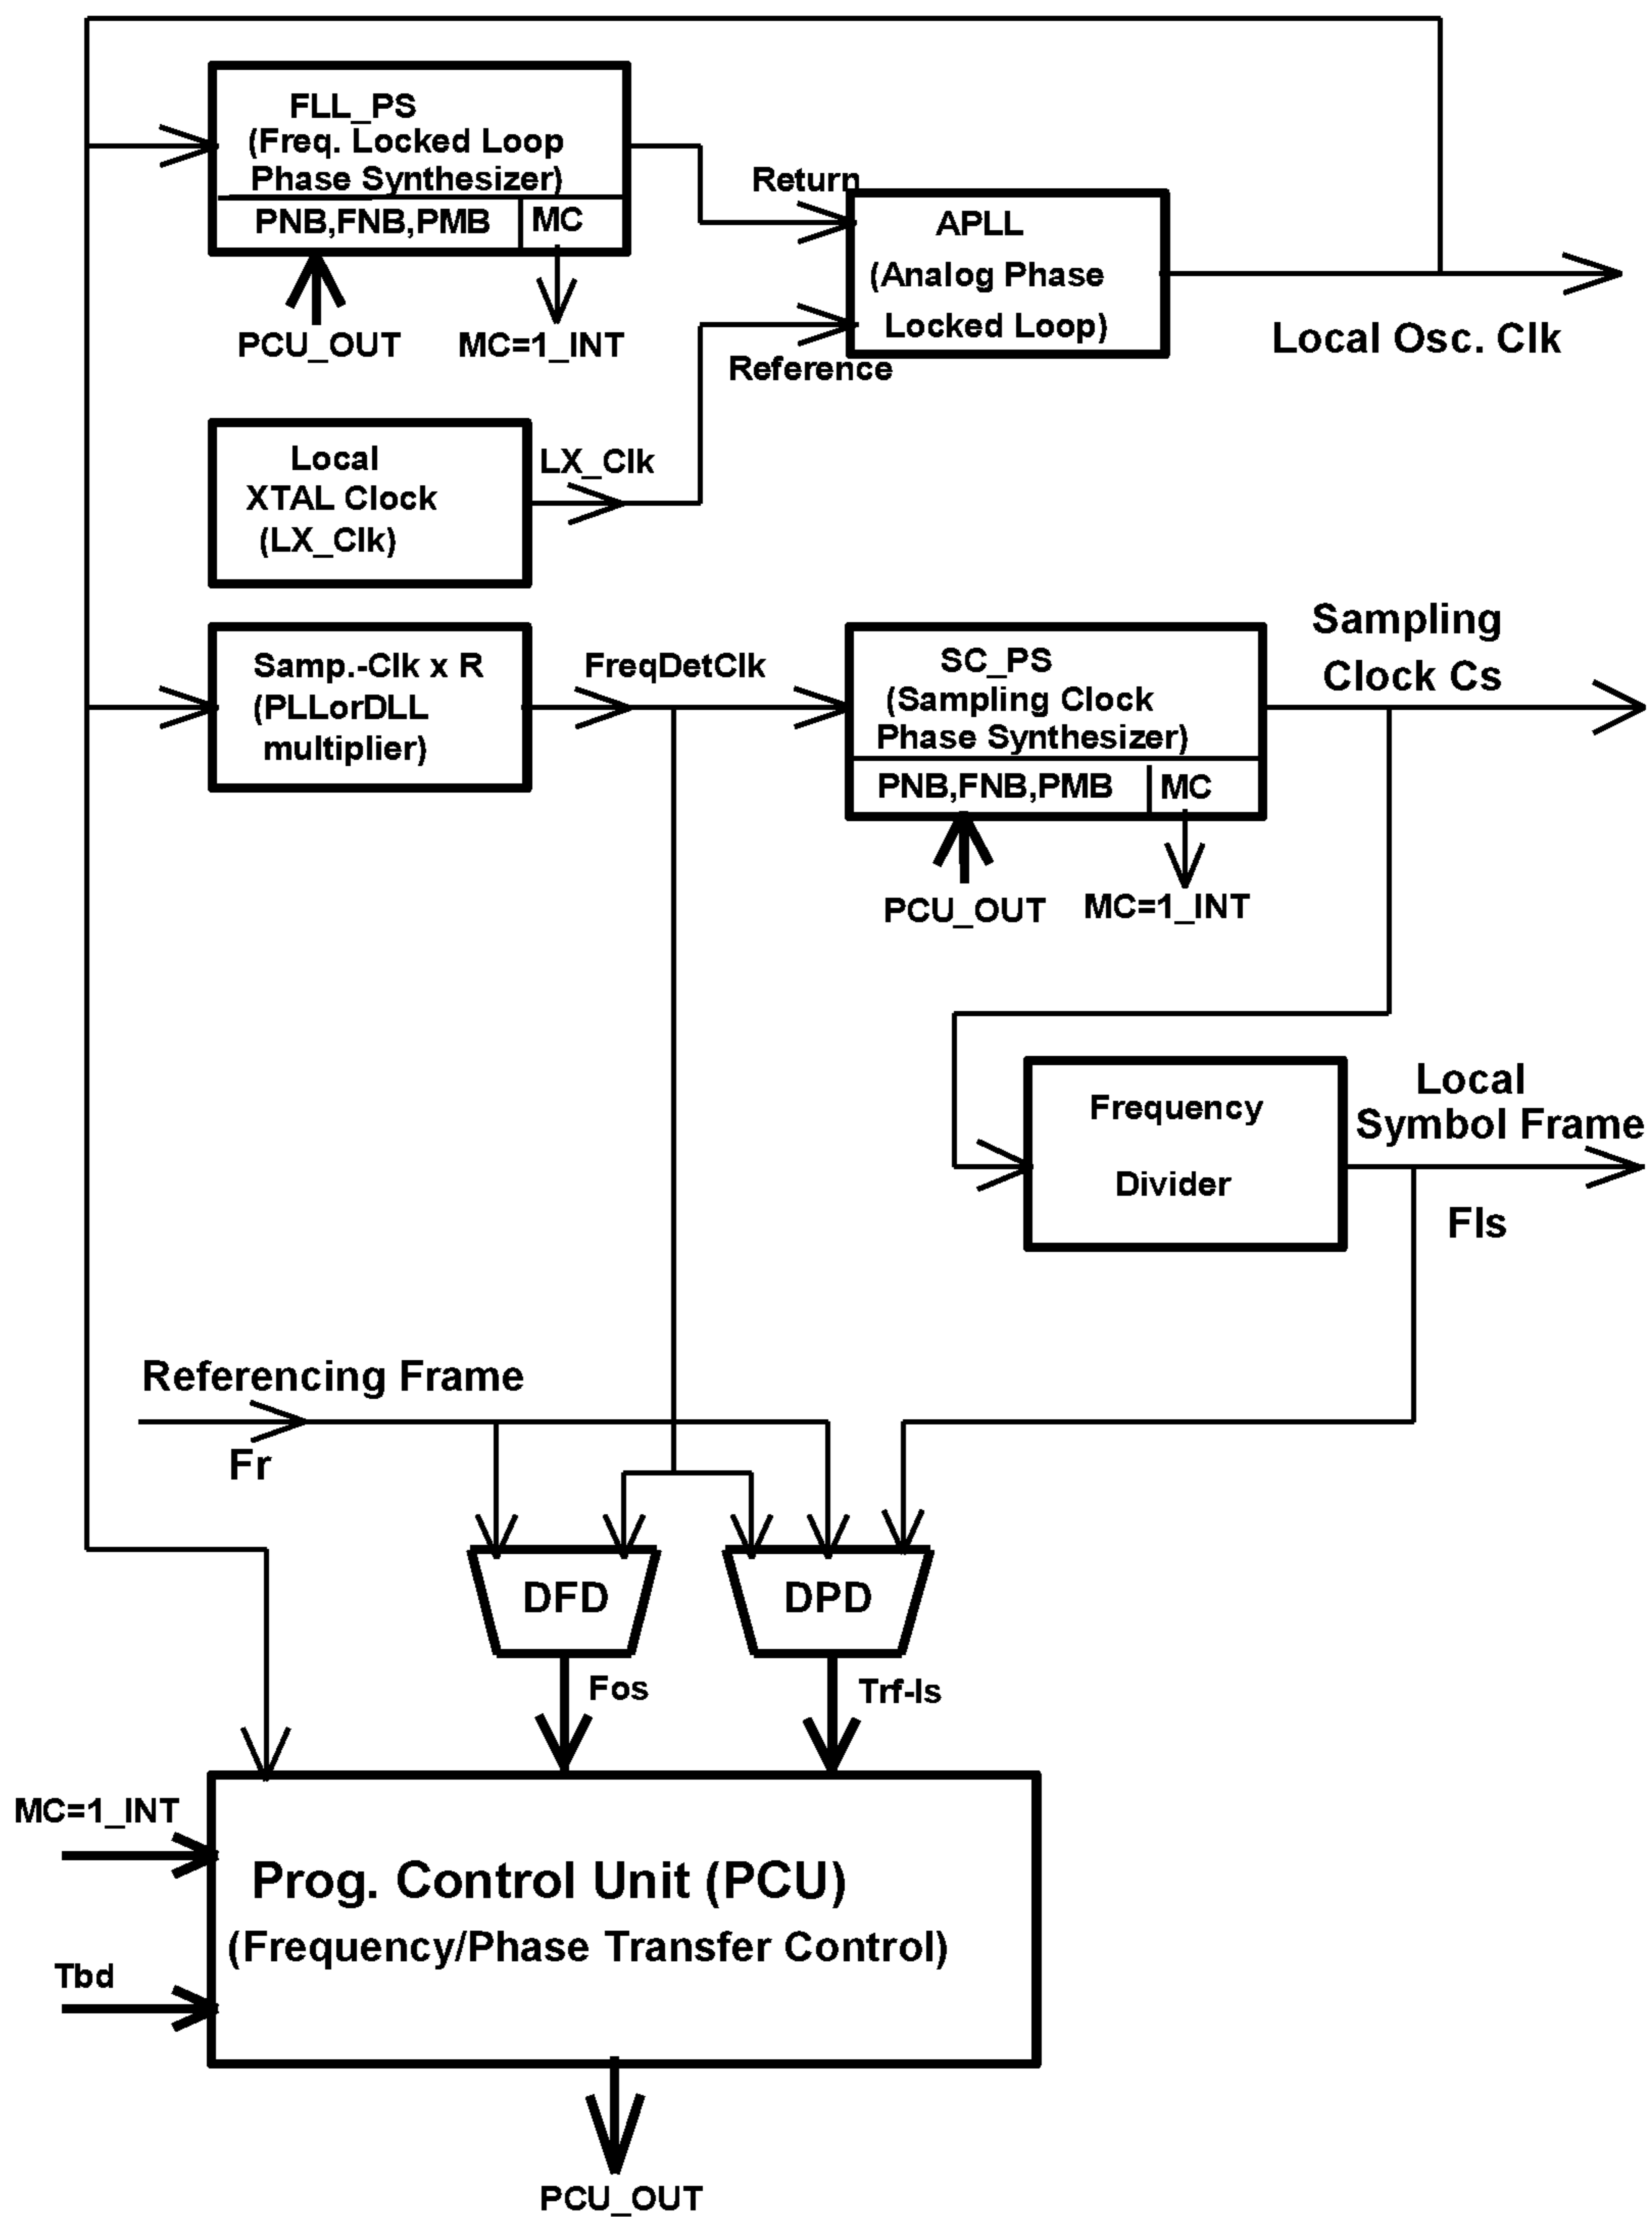 FLL_PS
(Freq. Locked Loop
Phase Synthesizer)
PNB,FNB,PMB
MC
PCU_OUT
MC=1_INT
Return
APLL
(Analog Phase
Locked Loop)
Reference
Local Osc. Clk
Local
XTAL Clock
(LX_Clk)
LX_Clk
Samp.-Clk x R
(PLLorDLL
multiplier)
FreqDetClk
SC_PS
(Sampling Clock
Phase Synthesizer)
PNB,FNB,PMB
MC
PCU_OUT
MC=1_INT
Sampling
Clock Cs
Frequency
Divider
Local
Symbol Frame
Fls
Referencing Frame
Fr
DFD
DPD
Fos
Trf-ls
MC=1_INT
Tbd
Prog. Control Unit (PCU)
(Frequency/Phase Transfer Control)
PCU_OUT